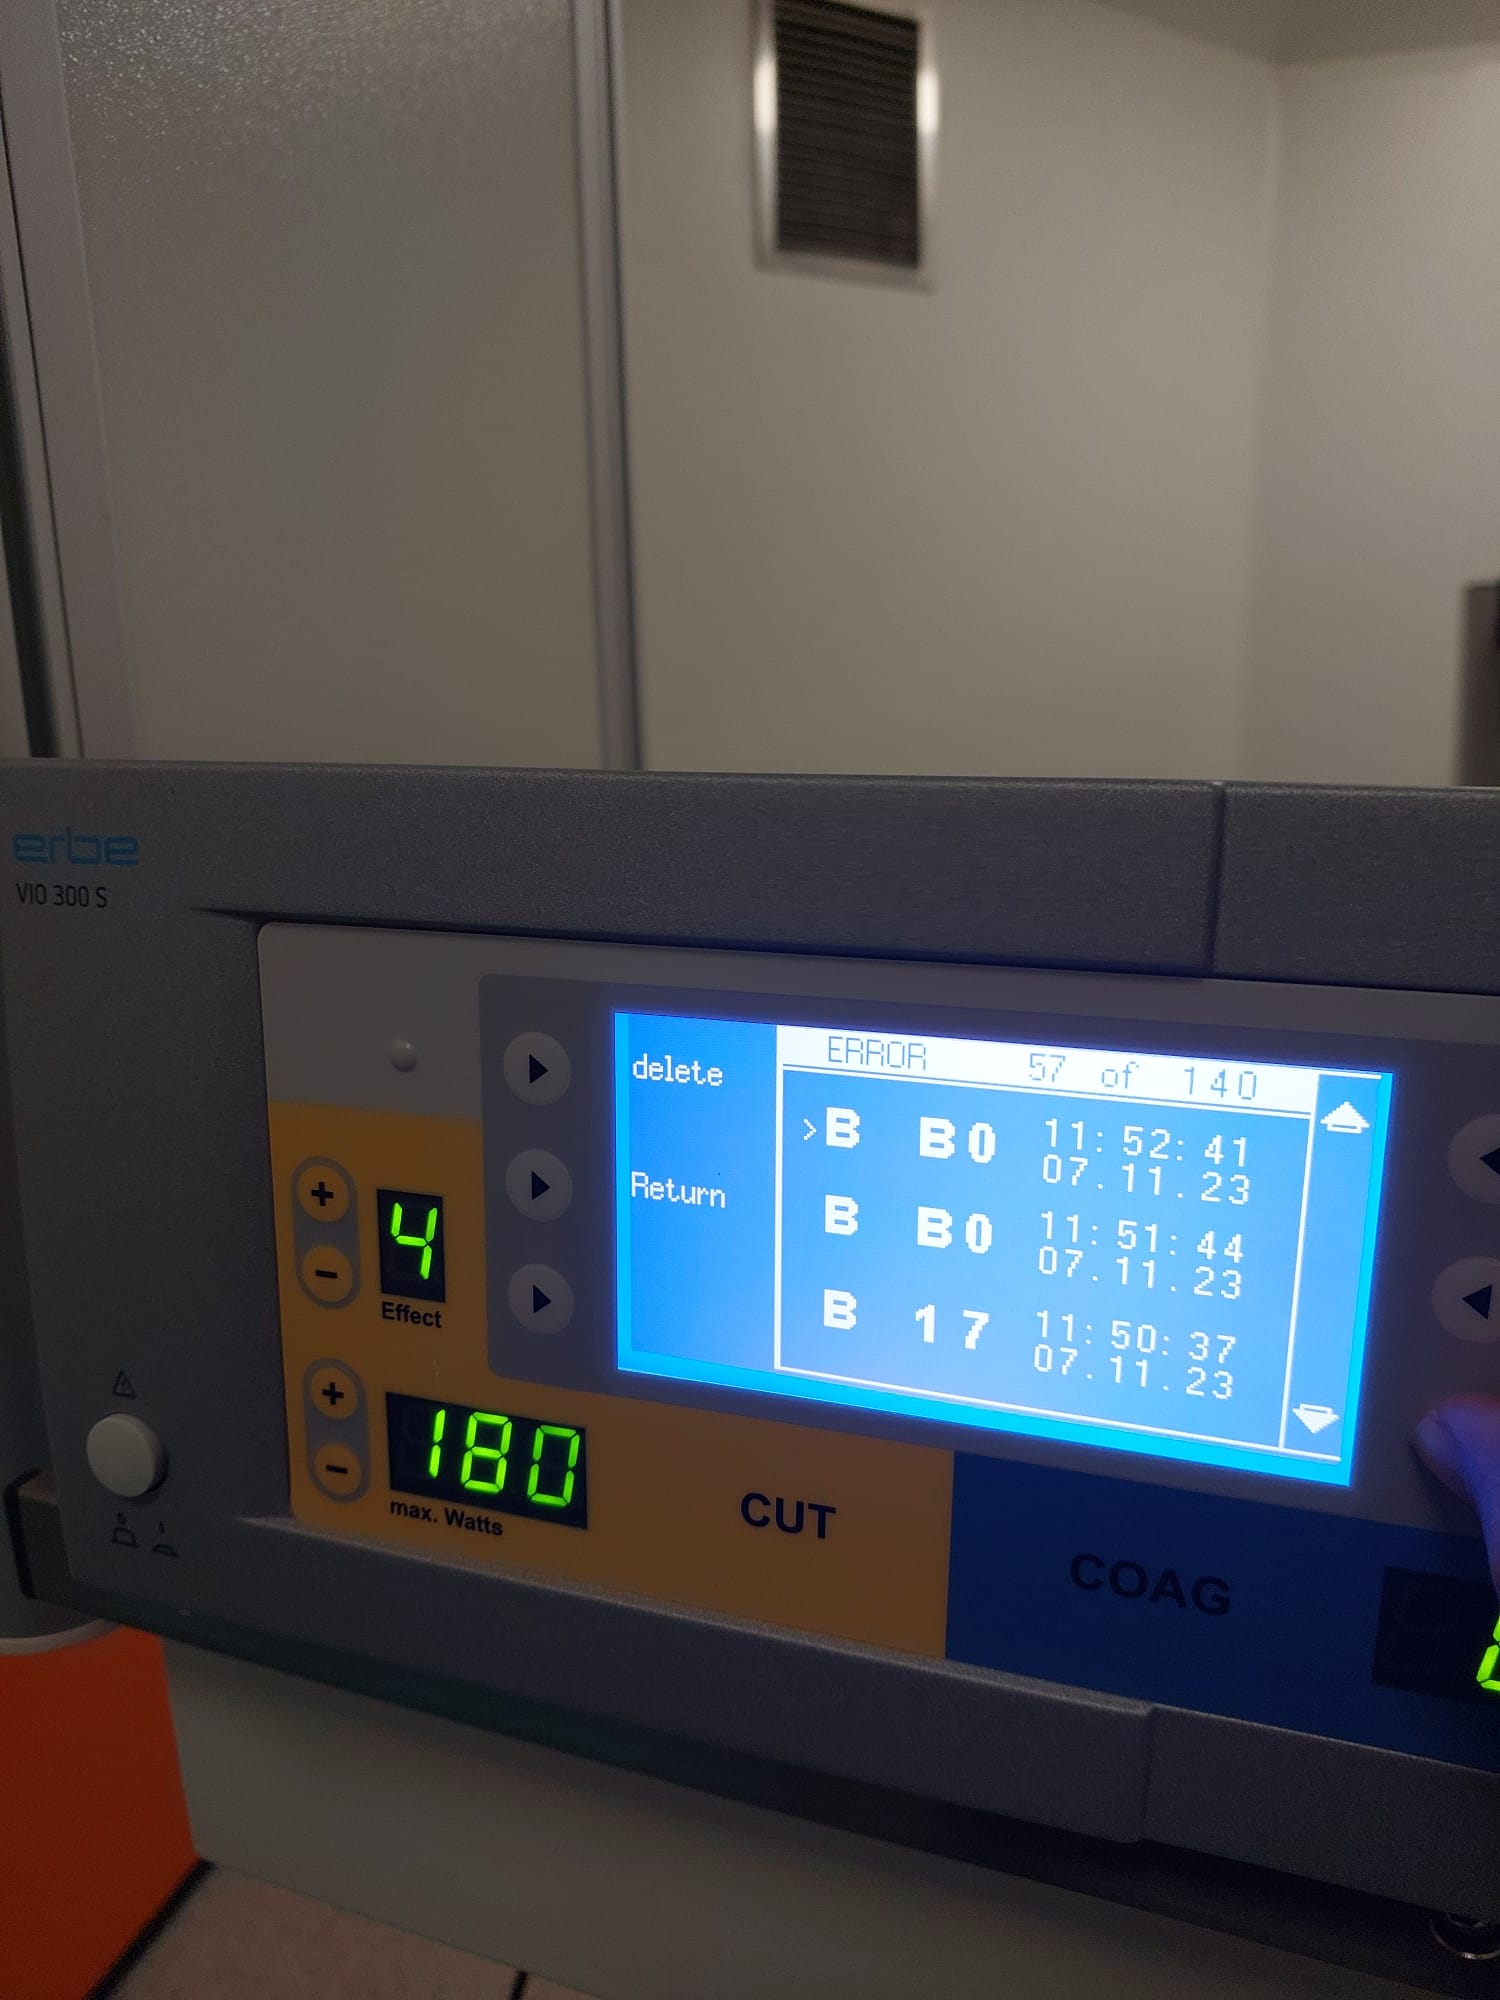 erbe
VIO 300 S
delete
Return
ERROR 57 of 140
>B B0 11:52:41
07.11.23
B B0 11:51:44
07.11.23
B 17 11:50:37
07.11.23
+
4
-
Effect
+
180
-
max. Watts
CUT
COAG